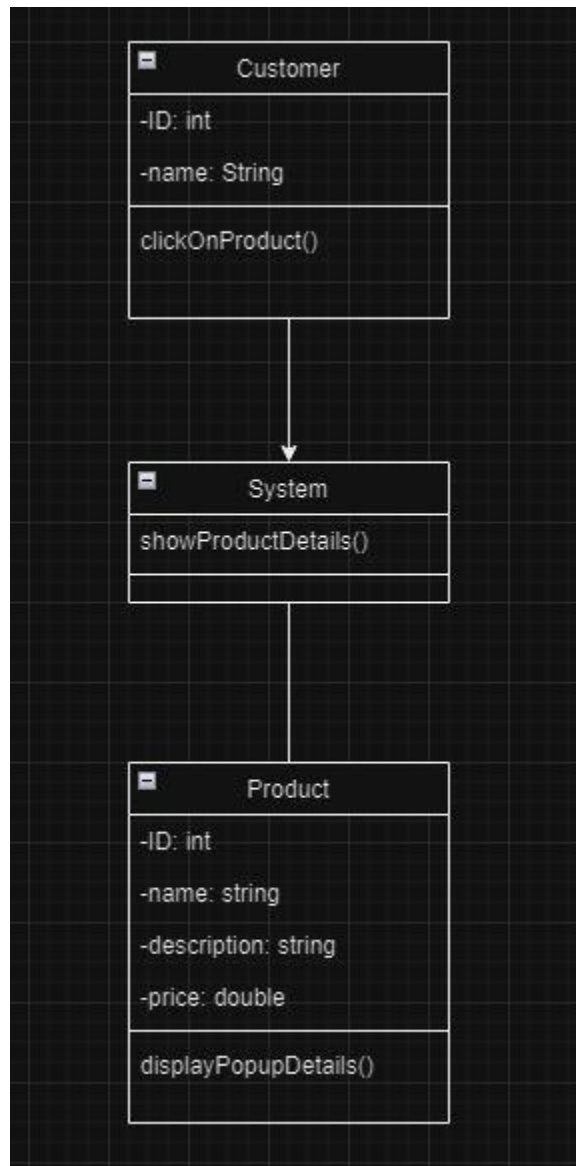 Customer
-ID: int
-name: String
clickOnProduct()
System
showProductDetails()
Product
-ID: int
-name: string
-description: string
-price: double
displayPopupDetails()